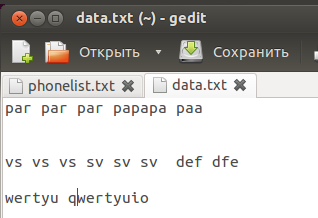 data.txt (~) - gedit
Открыть Сохранить
phonelist.txt data.txt
par par par papapa paa
vs vs vs sv sv sv  def dfe
wertyu qwertyuio